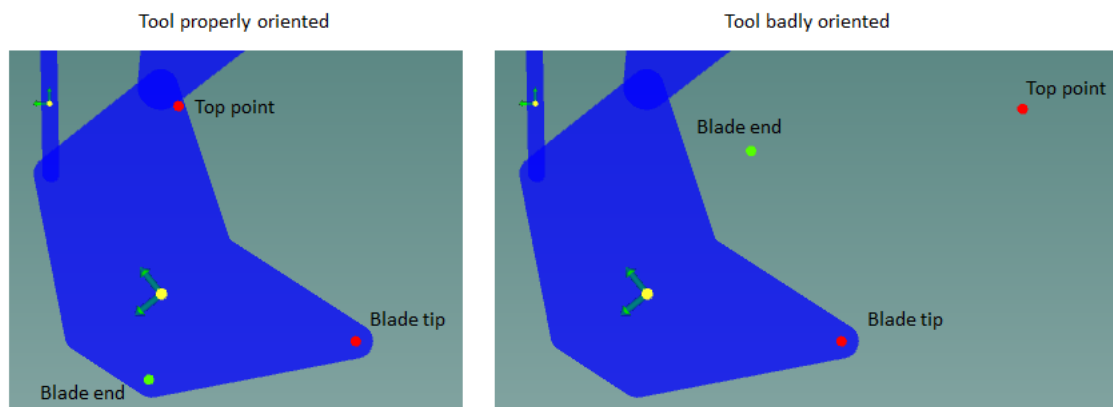 Tool properly oriented
Top point
Blade tip
Blade end
Tool badly oriented
Top point
Blade end
Blade tip